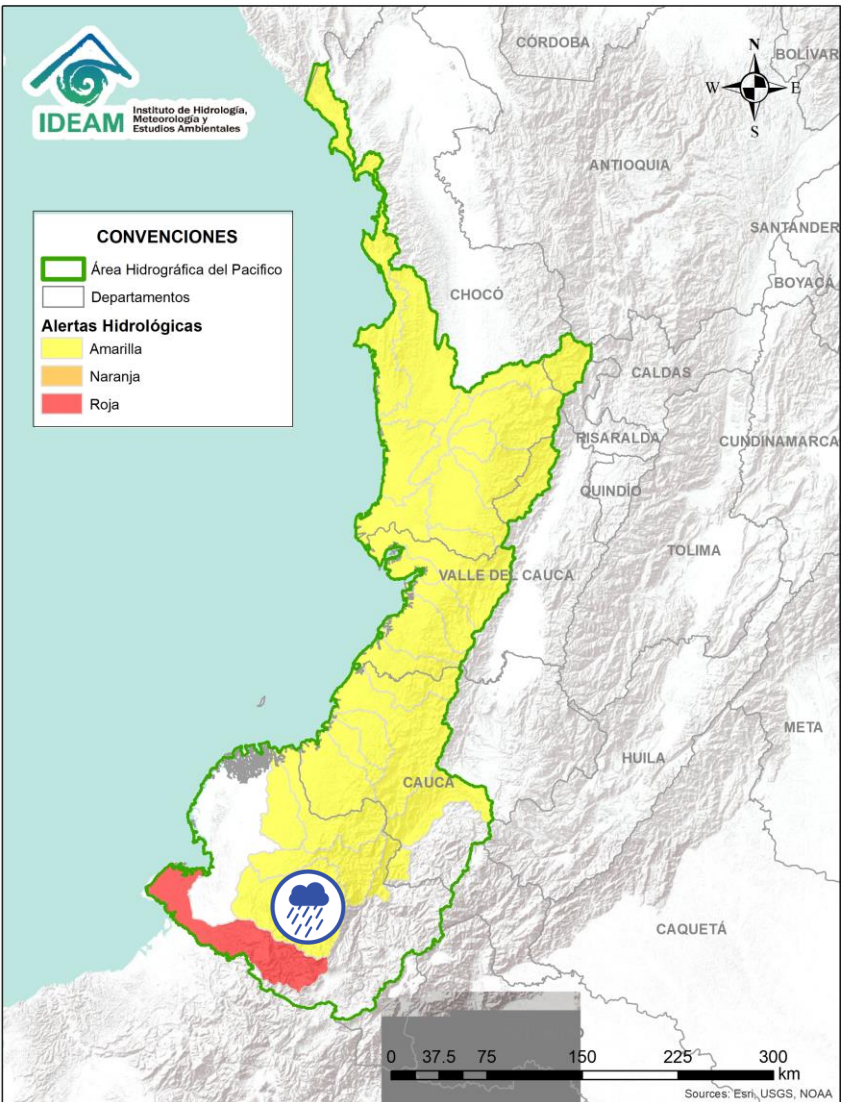 IDEAM
Instituto de Hidrología,
Meteorología y
Estudios Ambientales
N
W
E
S
CÓRDOBA
BOLIVAR
ANTIOQUIA
SANTANDER
BOYACÁ
CHOCÓ
CALDAS
RISARALDA
CUNDINAMARCA
QUINDÍO
TOLIMA
VALLE DEL CAUCA
META
HUILA
CAUCA
CAQUETÁ
CONVENCIONES
Área Hidrográfica del Pacifico
Departamentos
Alertas Hidrológicas
Amarilla
Naranja
Roja
0 37.5 75 150 225 300
km
Sources: Esri, USGS, NOAA